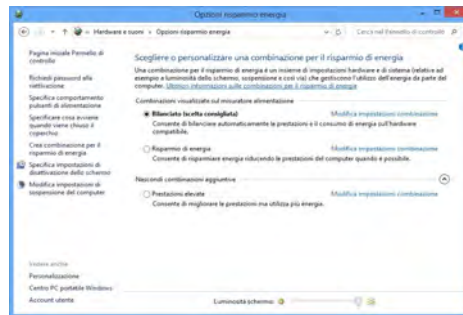 Opzioni risparmio energia
Hardware e suoni › Opzioni risparmio energia
Cerca nel Pannello di controllo
Pagina iniziale Pannello di
controllo
Richiedi password alla
riattivazione
Specifica comportamento
pulsanti di alimentazione
Specificare cosa avviene
quando viene chiuso il
coperchio
Crea combinazione per il
risparmio di energia
Specifica impostazioni di
disattivazione dello schermo
Modifica impostazioni di
sospensione del computer
Vedere anche
Personalizzazione
Centro PC portatile Windows
Account utente
Scegliere o personalizzare una combinazione per il risparmio di energia
Una combinazione per il risparmio di energia è un insieme di impostazioni hardware e di sistema (relative ad
esempio a luminosità dello schermo, sospensione e così via) che gestiscono l'utilizzo dell'energia da parte del
computer. Ulteriori informazioni sulle combinazioni per il risparmio di energia
Combinazioni visualizzate sul misuratore alimentazione
Bilanciato (scelta consigliata) Modifica impostazioni combinazione
Consente di bilanciare automaticamente le prestazioni e il consumo di energia sull'hardware
compatibile.
Risparmio di energia Modifica impostazioni combinazione
Consente di risparmiare energia riducendo le prestazioni del computer quando è possibile.
Nascondi combinazioni aggiuntive
Prestazioni elevate Modifica impostazioni combinazione
Consente di migliorare le prestazioni ma utilizza più energia.
Luminosità schermo: